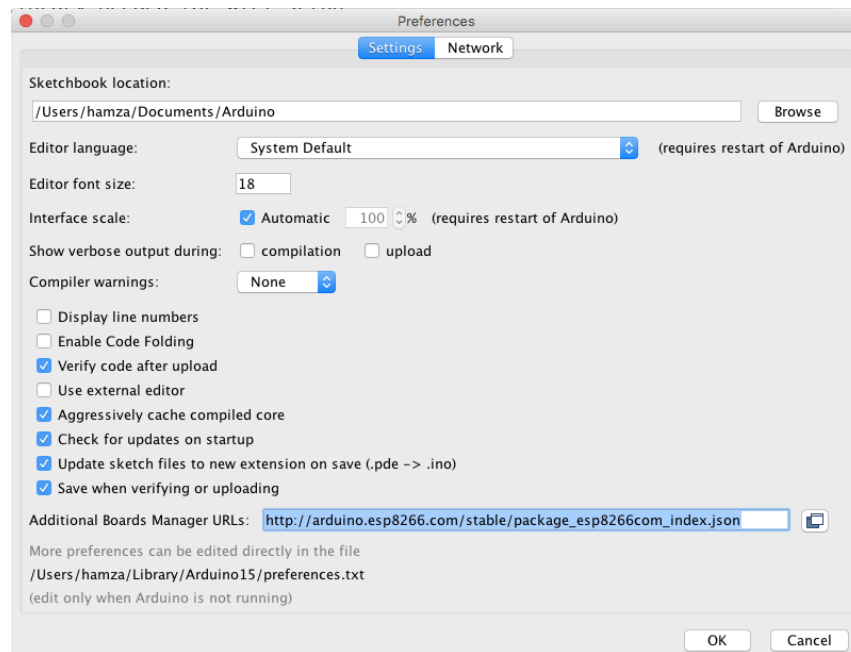 Preferences
Settings Network
Sketchbook location:
/Users/hamza/Documents/Arduino Browse
Editor language: System Default (requires restart of Arduino)
Editor font size: 18
Interface scale: Automatic 100 % (requires restart of Arduino)
Show verbose output during: compilation upload
Compiler warnings: None
Display line numbers
Enable Code Folding
Verify code after upload
Use external editor
Aggressively cache compiled core
Check for updates on startup
Update sketch files to new extension on save (.pde -> .ino)
Save when verifying or uploading
Additional Boards Manager URLs: http://arduino.esp8266.com/stable/package_esp8266com_index.json
More preferences can be edited directly in the file
/Users/hamza/Library/Arduino15/preferences.txt
(edit only when Arduino is not running)
OK Cancel